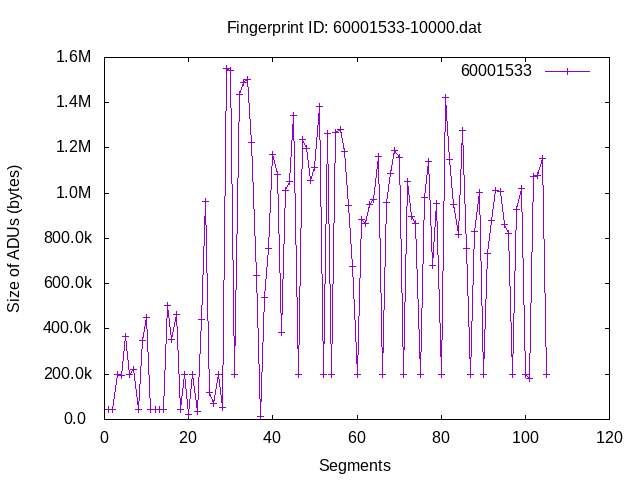 Fingerprint ID: 60001533-10000.dat
60001533
Size of ADUs (bytes)
1.6M
1.4M
1.2M
1.0M
800.0k
600.0k
400.0k
200.0k
0.0
0 20 40 60 80 100 120
Segments